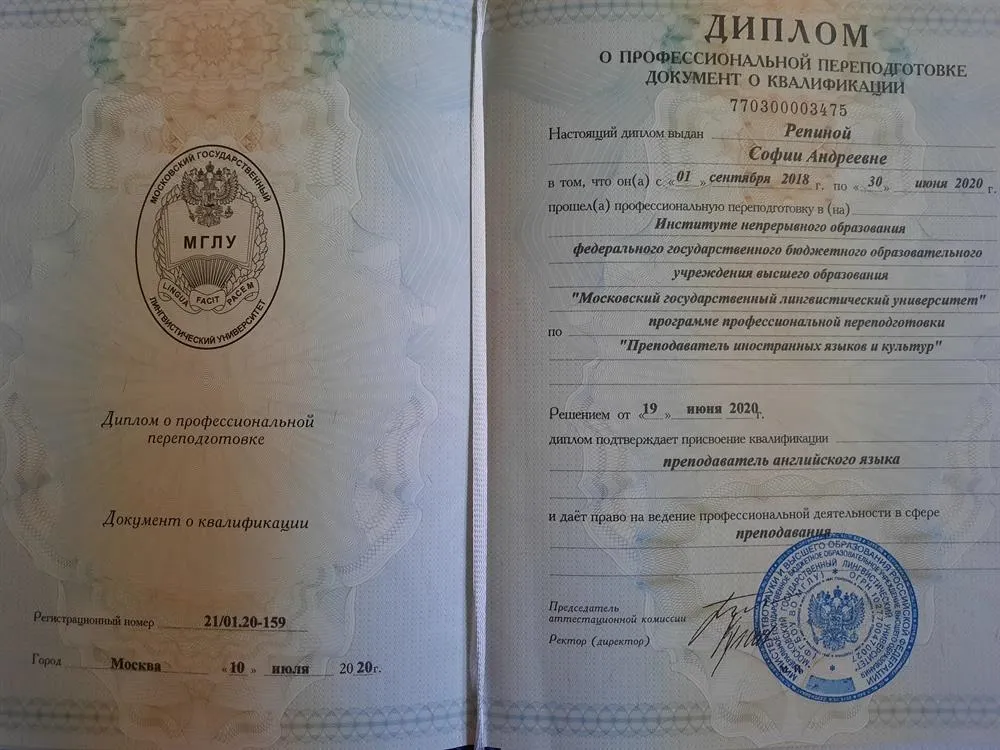 МОСКОВСКИЙ ГОСУДАРСТВЕННЫЙ
МГЛУ
LINGUA FACIT PACEM
ЛИНГВИСТИЧЕСКИЙ УНИВЕРСИТЕТ
Диплом о профессиональной
переподготовке
Документ о квалификации
Регистрационный номер 21/01.20-159
Город Москва «10» июля 2020г.
ДИПЛОМ
О ПРОФЕССИОНАЛЬНОЙ ПЕРЕПОДГОТОВКЕ
ДОКУМЕНТ О КВАЛИФИКАЦИИ
770300003475
Настоящий диплом выдан Репиной
Софии Андреевне
в том, что он(а) с «01» сентября 2018 г. по «30» июня 2020 г.
прошел(а) профессиональную переподготовку в (на)
Институте непрерывного образования
федерального государственного бюджетного образовательного
учреждения высшего образования
"Московский государственный лингвистический университет"
по программе профессиональной переподготовки
"Преподаватель иностранных языков и культур"
Решением от «19» июня 2020г.
диплом подтверждает присвоение квалификации
преподаватель английского языка
и даёт право на ведение профессиональной деятельности в сфере
преподавания
Председатель
аттестационной комиссии
Ректор (директор)